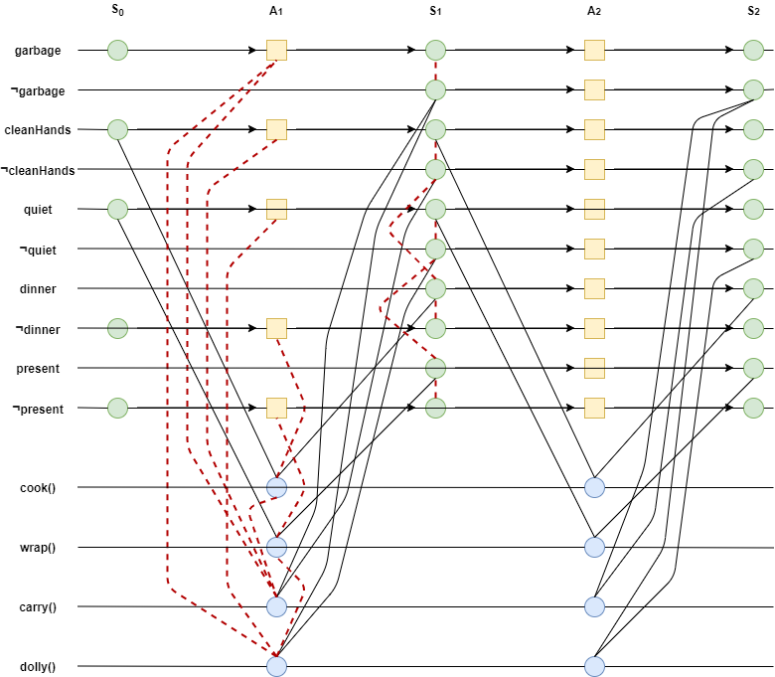 S₀ A₁ S₁ A₂ S₂
garbage
¬garbage
cleanHands
¬cleanHands
quiet
¬quiet
dinner
¬dinner
present
¬present
cook()
wrap()
carry()
dolly()